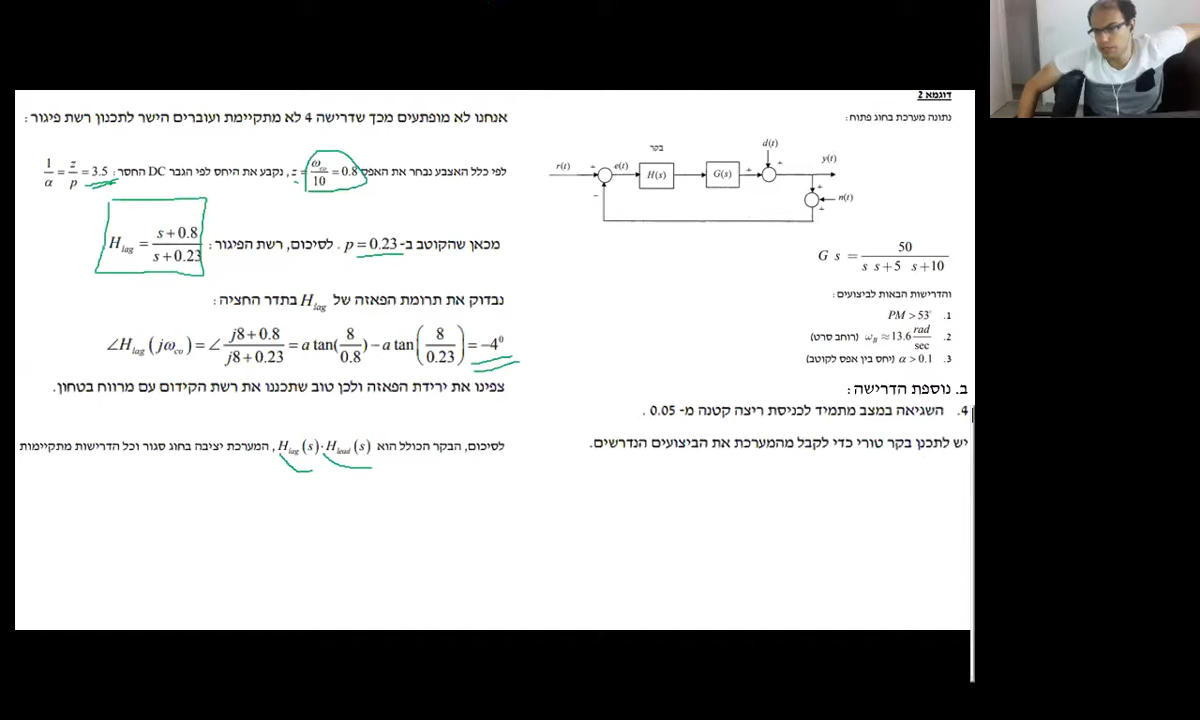 דוגמא 2
נתונה מערכת בחוג פתוח:
בקר
r(t) + e(t) H(s) G(s) + d(t) + y(t)
− + n(t) +
G s = 50 / s s+5 s+10
והדרישות הבאות לביצועים:
1. PM > 53°
2. ω_B ≈ 13.6 rad/sec (רוחב סרט)
3. α > 0.1 (יחס בין אפס לקוטב)
ב. נוספת הדרישה:
4. השגיאה במצב מתמיד לכניסת ריצה קטנה מ- 0.05 .
יש לתכנן בקר טורי כדי לקבל מהמערכת את הביצועים הנדרשים.
אנחנו לא מופתעים מכך שדרישה 4 לא מתקיימת ועוברים הישר לתכנון רשת פיגור :
לפי כלל האצבע נבחר את האפס z = ω_co/10 = 0.8 , נקבע את היחס לפי הגבר DC החסר : 1/α = z/p = 3.5
מכאן שהקוטב ב- p = 0.23 . לסיכום, רשת הפיגור : H_lag = s+0.8 / s+0.23
נבדוק את תרומת הפאזה של H_lag בתדר החציה :
∠H_lag(jω_co) = ∠ j8+0.8 / j8+0.23 = a tan(8/0.8) − a tan(8/0.23) = −4⁰
צפינו את ירידת הפאזה ולכן טוב שתכננו את רשת הקידום עם מרווח בטחון.
לסיכום, הבקר הכולל הוא H_lag(s)·H_lead(s) , המערכת יציבה בחוג סגור וכל הדרישות מתקיימות